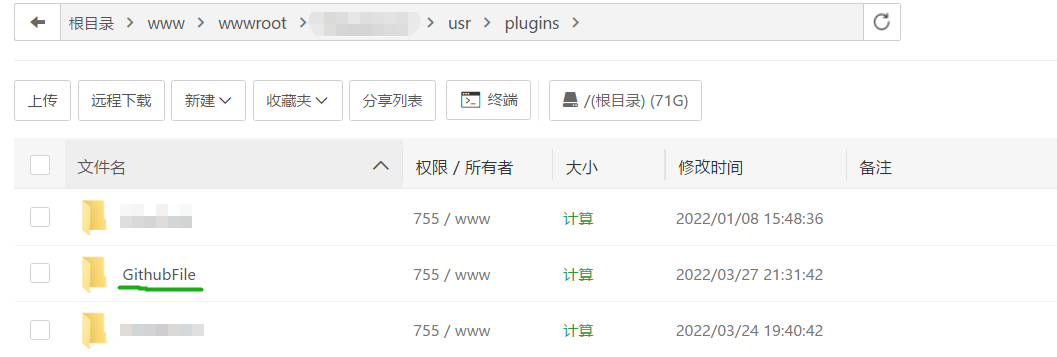 根目录 www wwwroot usr plugins
上传 远程下载 新建 收藏夹 分享列表 终端 /(根目录) (71G)
文件名 权限 / 所有者 大小 修改时间 备注
755 / www 计算 2022/01/08 15:48:36
GithubFile 755 / www 计算 2022/03/27 21:31:42
755 / www 计算 2022/03/24 19:40:42